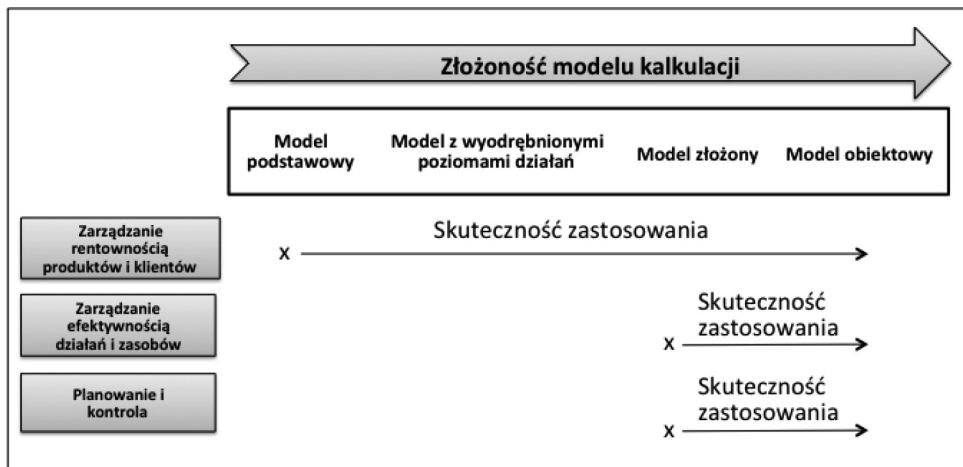 Złożoność modelu kalkulacji
Model
podstawowy
Model z wyodrębnionymi
poziomami działań
Model złożony
Model obiektowy
Zarządzanie
rentownością
produktów i klientów
Skuteczność zastosowania
x
Zarządzanie
efektywnością
działań i zasobów
Skuteczność
zastosowania
x
Planowanie i
kontrola
Skuteczność
zastosowania
x